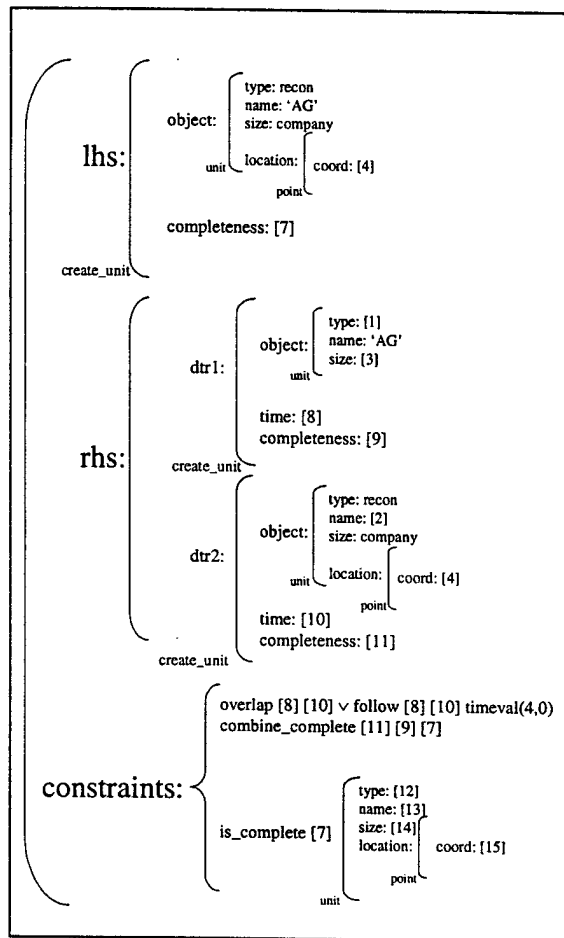 type: recon
name: 'AG'
object:
size: company
lhs:
unit
location:
coord: [4]
point
completeness: [7]
create_unit
type: [1]
object:
name: 'AG'
size: [3]
unit
dtr1:
time: [8]
completeness: [9]
rhs:
create_unit
type: recon
name: [2]
object:
size: company
dtr2:
unit
location:
coord: [4]
point
time: [10]
completeness: [11]
create_unit
overlap [8] [10] ∨ follow [8] [10] timeval(4,0)
combine_complete [11] [9] [7]
constraints:
type: [12]
name: [13]
is_complete [7]
size: [14]
location:
coord: [15]
point
unit